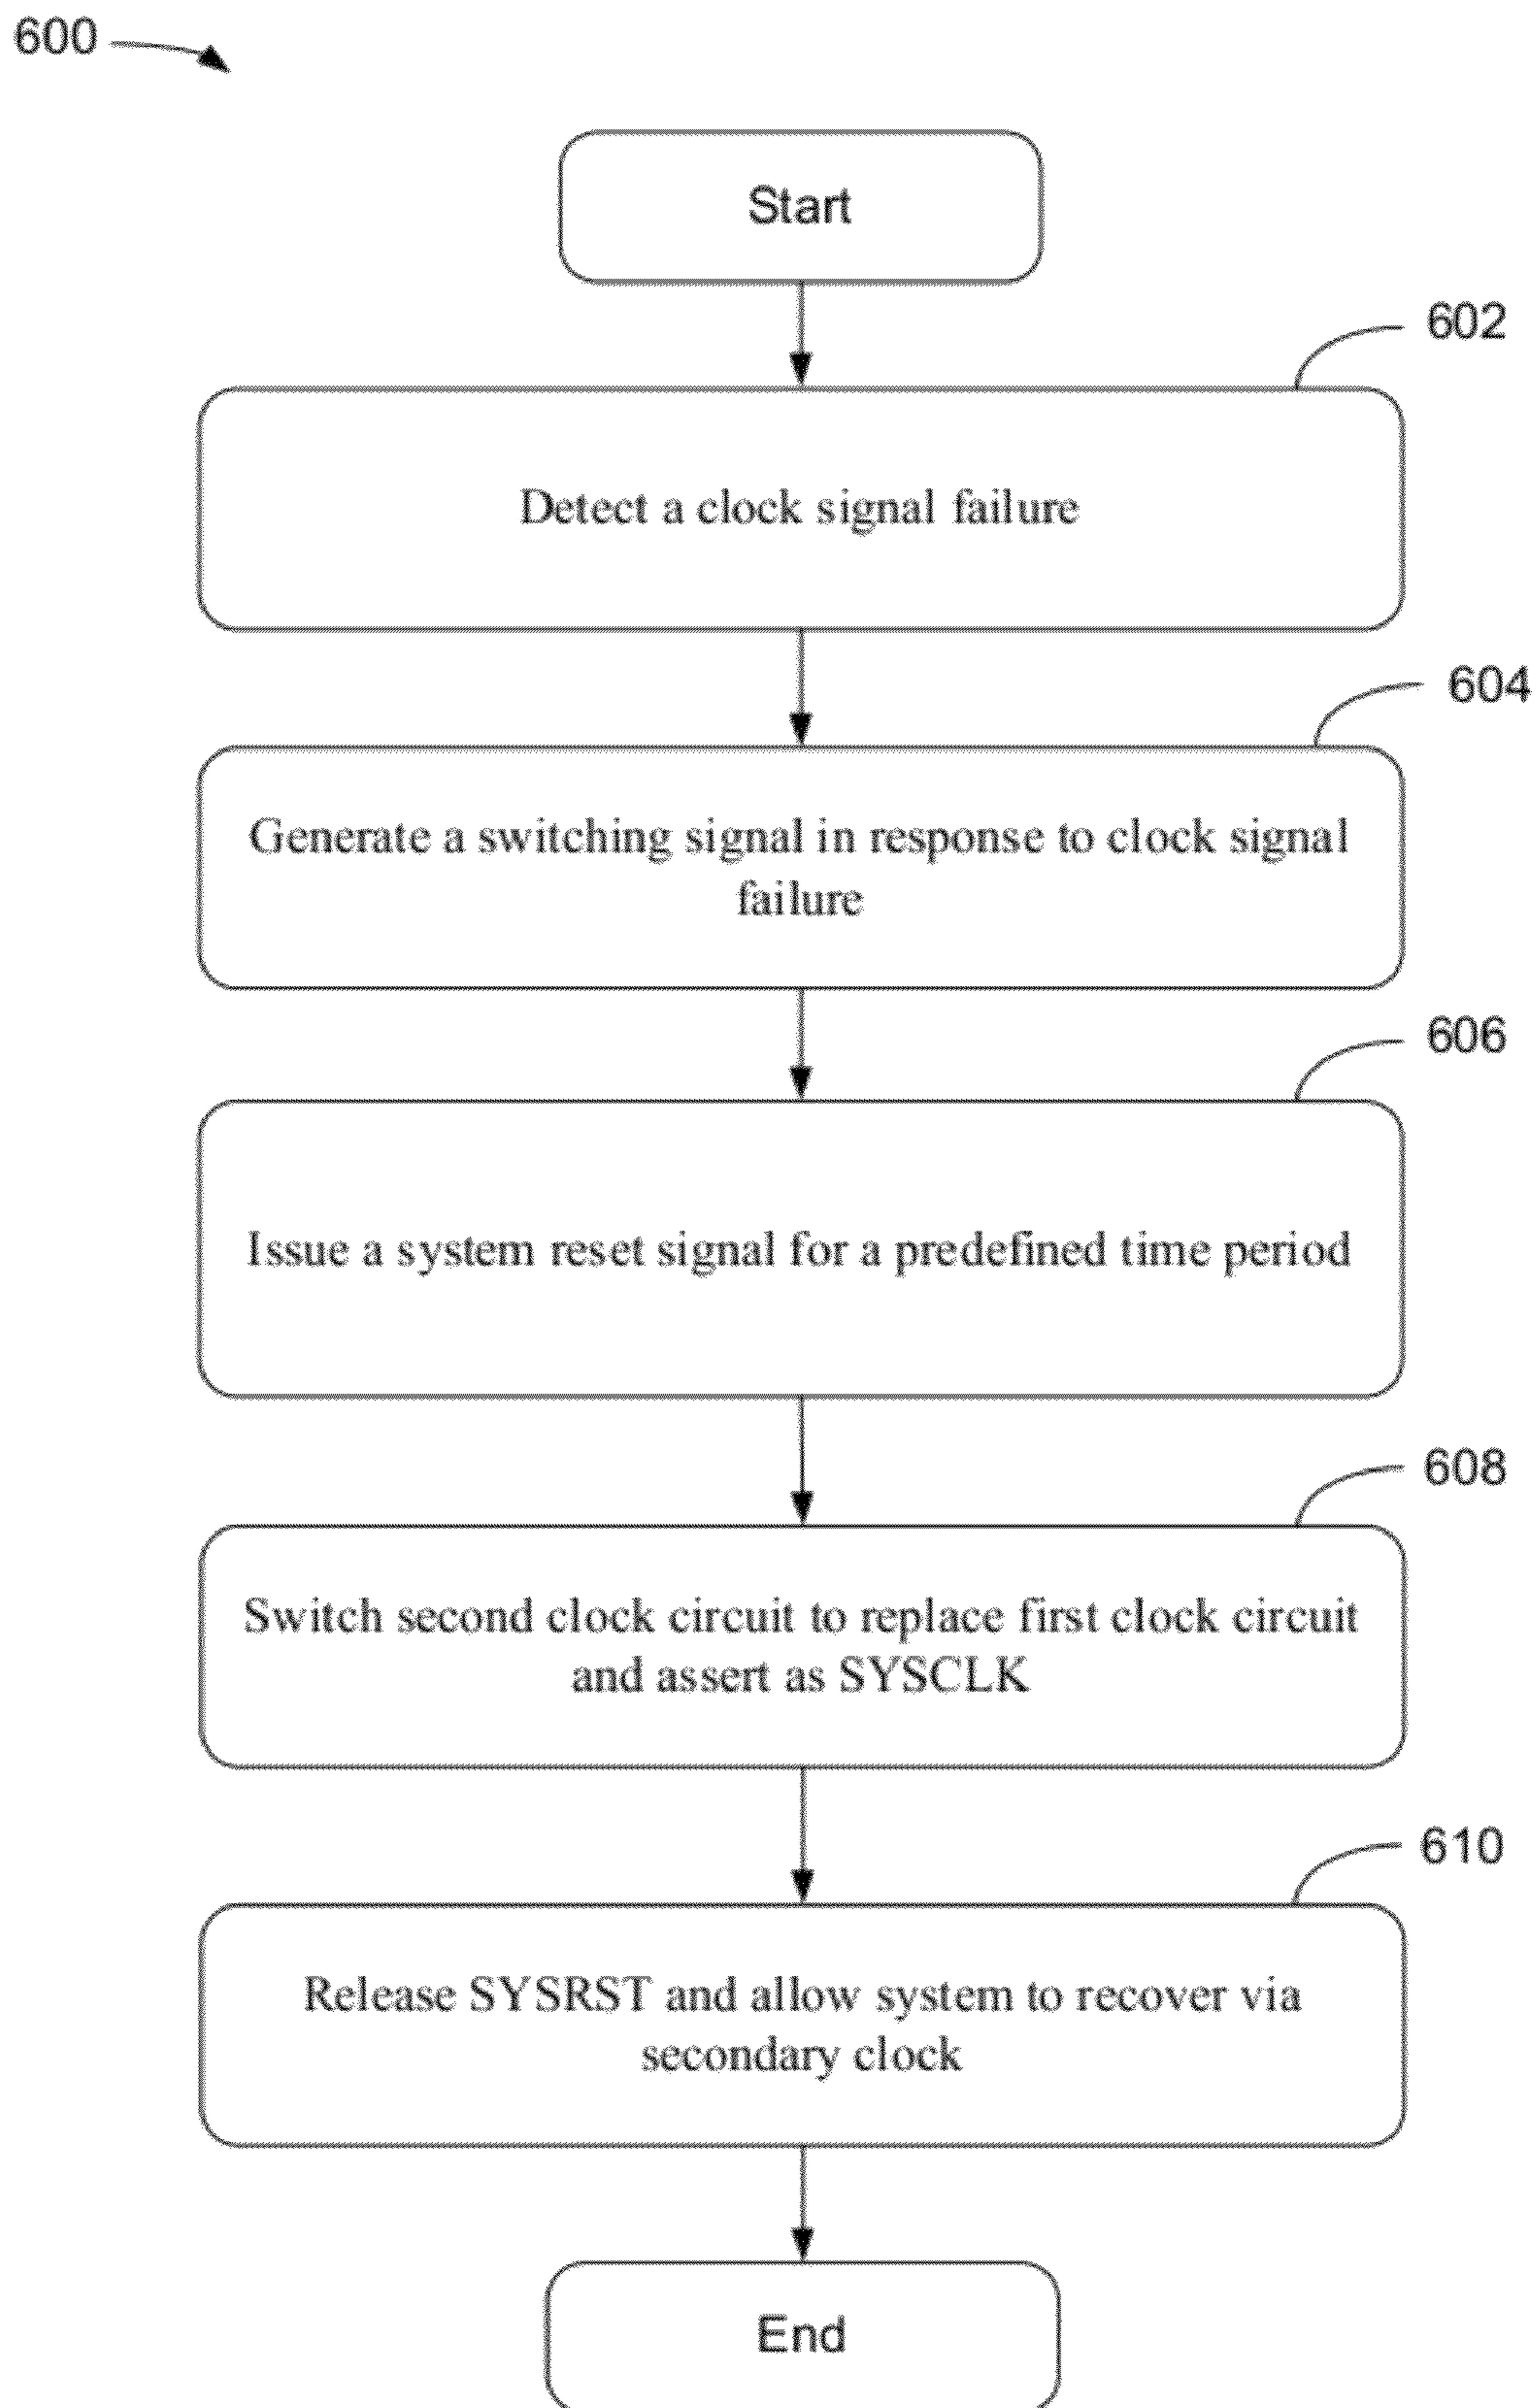 600
Start
602
Detect a clock signal failure
604
Generate a switching signal in response to clock signal
failure
606
Issue a system reset signal for a predefined time period
608
Switch second clock circuit to replace first clock circuit
and assert as SYSCLK
610
Release SYSRST and allow system to recover via
secondary clock
End